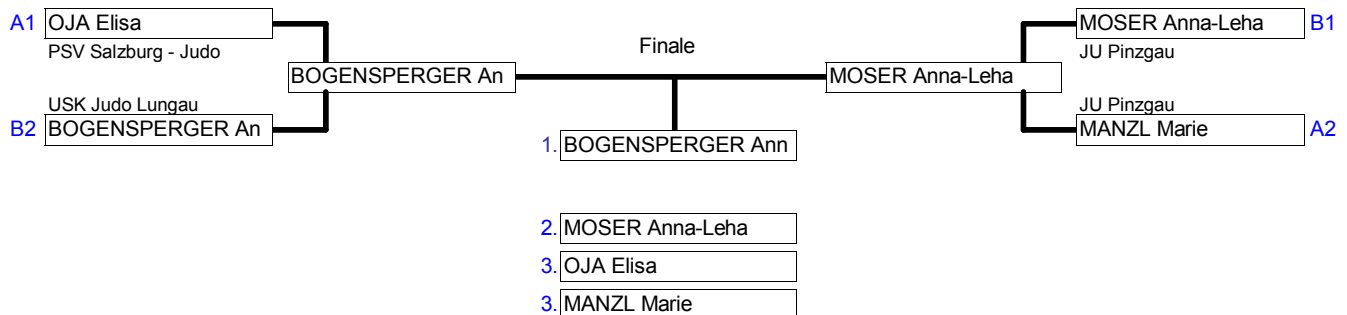 A1 OJA Elisa
PSV Salzburg - Judo
USK Judo Lungau
B2 BOGENSPERGER An
BOGENSPERGER An
Finale
MOSER Anna-Leha
MOSER Anna-Leha B1
JU Pinzgau
JU Pinzgau
MANZL Marie A2
1. BOGENSPERGER Ann
2. MOSER Anna-Leha
3. OJA Elisa
3. MANZL Marie